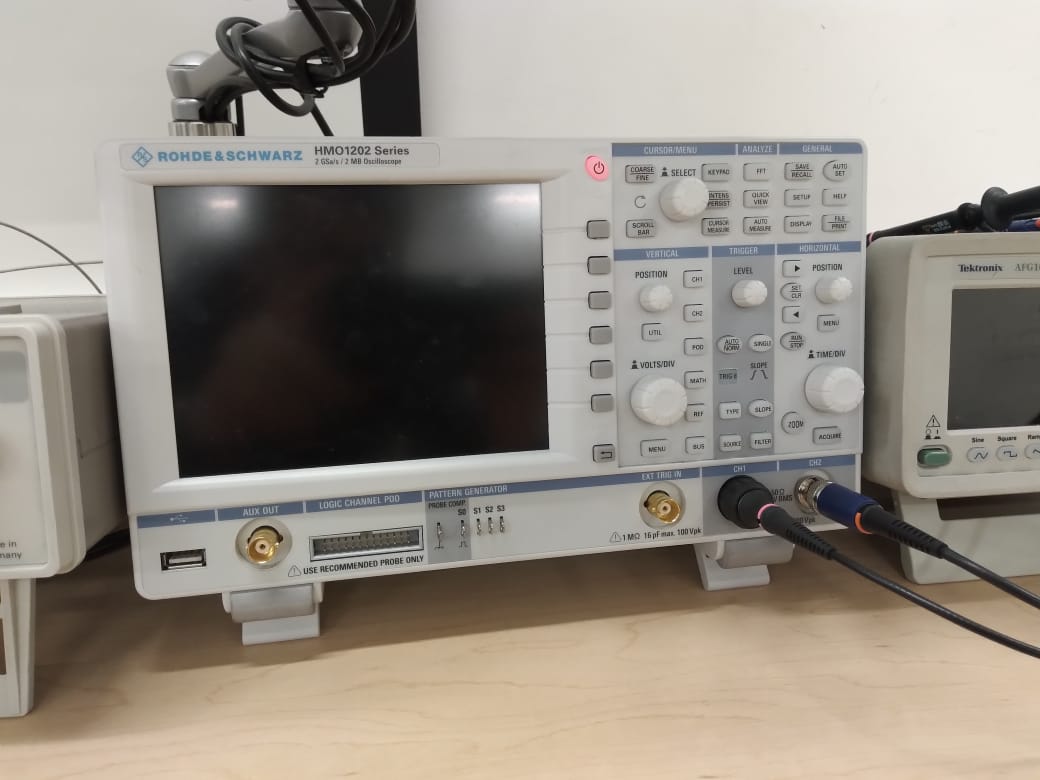 ROHDE & SCHWARZ
HMO1202 Series
2 GSa/s / 2 MB Oscilloscope
CURSOR/MENU
ANALYZE
GENERAL
COARSE
FINE
SELECT
KEYPAD
FFT
SAVE
RECALL
AUTO
SET
INTENS
PERSIST
QUICK
VIEW
SETUP
HELP
SCROLL
BAR
CURSOR
MEASURE
AUTO
MEASURE
DISPLAY
FILE
PRINT
VERTICAL
TRIGGER
HORIZONTAL
POSITION
CH1
LEVEL
POSITION
SET
CLR
CH2
UTIL
MENU
POD
AUTO
NORM
RUN
STOP
VOLTS/DIV
SLOPE
TIME/DIV
MATH
REF
TYPE
SLOPE
ZOOM
MENU
BUS
SOURCE
FILTER
ACQUIRE
AUX OUT
LOGIC CHANNEL POD
PATTERN GENERATOR
PROBE COMP.
S0 S1 S2 S3
EXT TRIG IN
CH1
CH2
USE RECOMMENDED PROBE ONLY
1 MΩ 16 pF max. 100 Vpk
Tektronix
Sine
Square